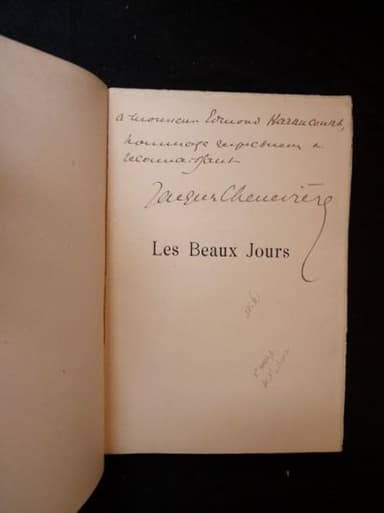 a Monsieur Edmond Haraucourt,
hommage respectueux &
reconnaissant
Jacques Chenevière
Les Beaux Jours